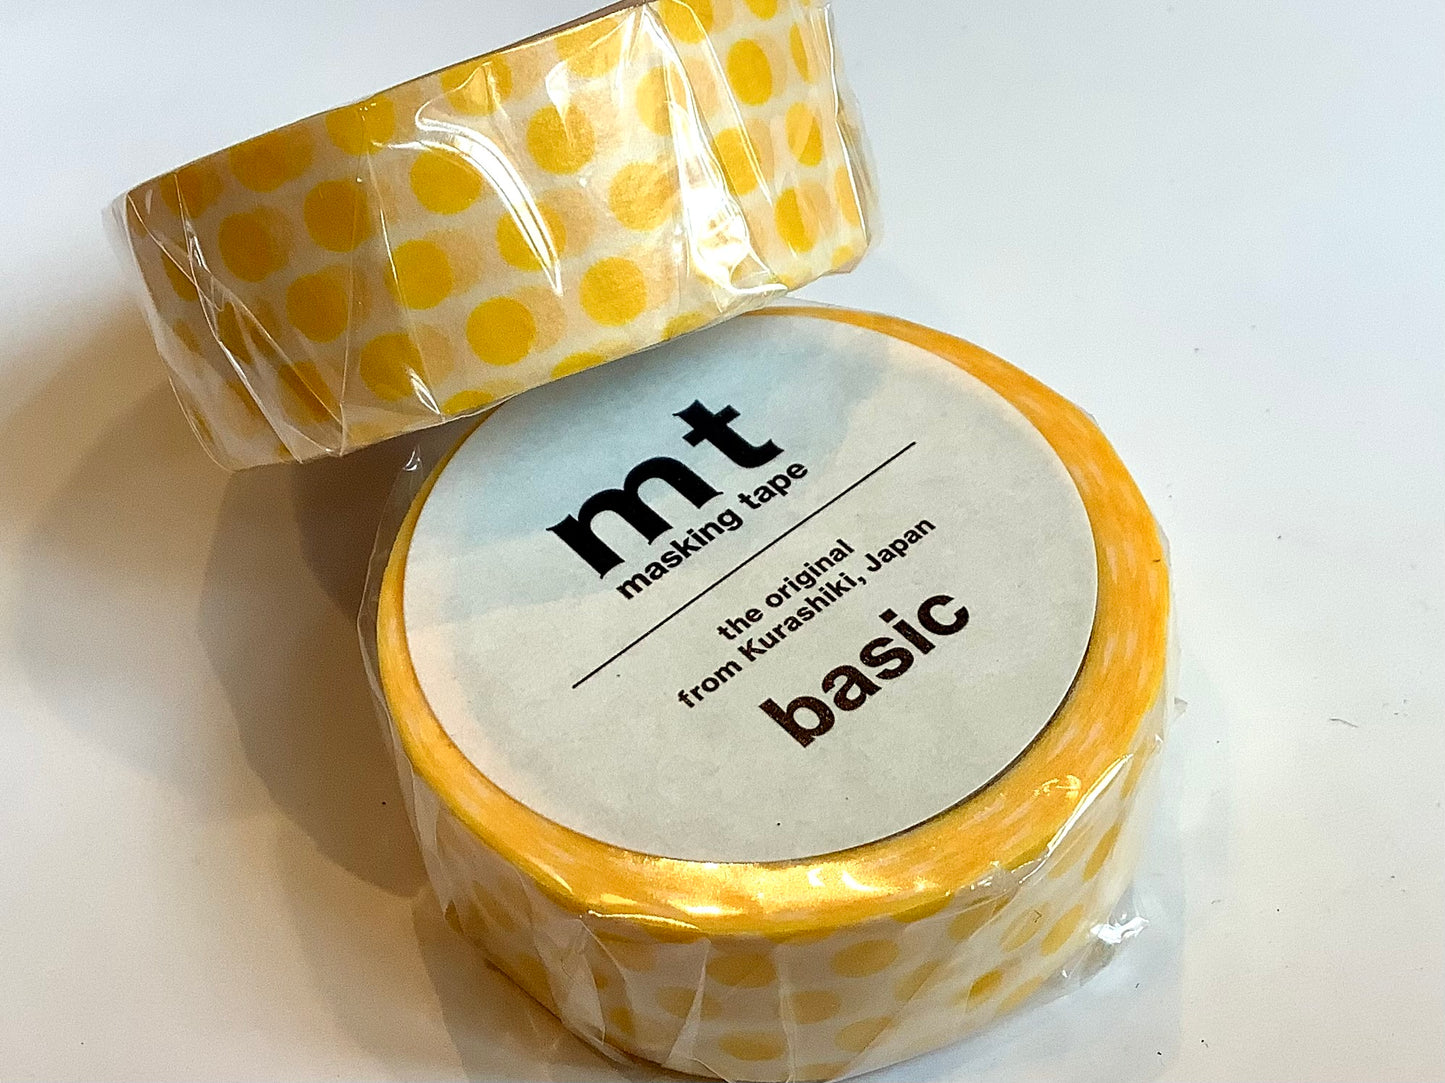 mt
masking tape
the original
from Kurashiki, Japan
basic